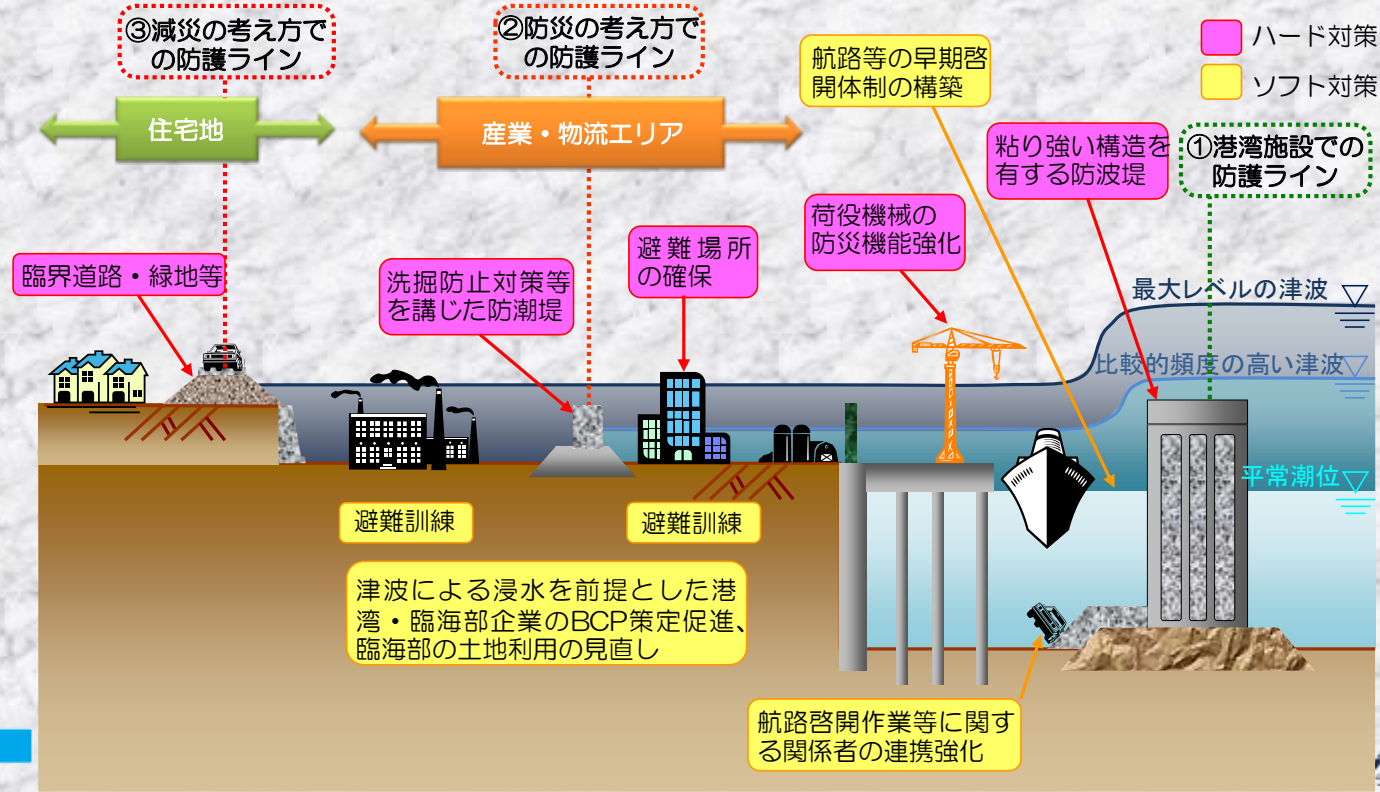 ③減災の考え方で
の防護ライン
②防災の考え方で
の防護ライン
航路等の早期啓
開体制の構築
ハード対策
ソフト対策
住宅地
産業・物流エリア
粘り強い構造を
有する防波堤
①港湾施設での
防護ライン
荷役機械の
防災機能強化
避難場所
の確保
臨界道路・緑地等
洗掘防止対策等
を講じた防潮堤
最大レベルの津波
比較的頻度の高い津波
平常潮位
避難訓練
避難訓練
津波による浸水を前提とした港
湾・臨海部企業のBCP策定促進、
臨海部の土地利用の見直し
航路啓開作業等に関す
る関係者の連携強化